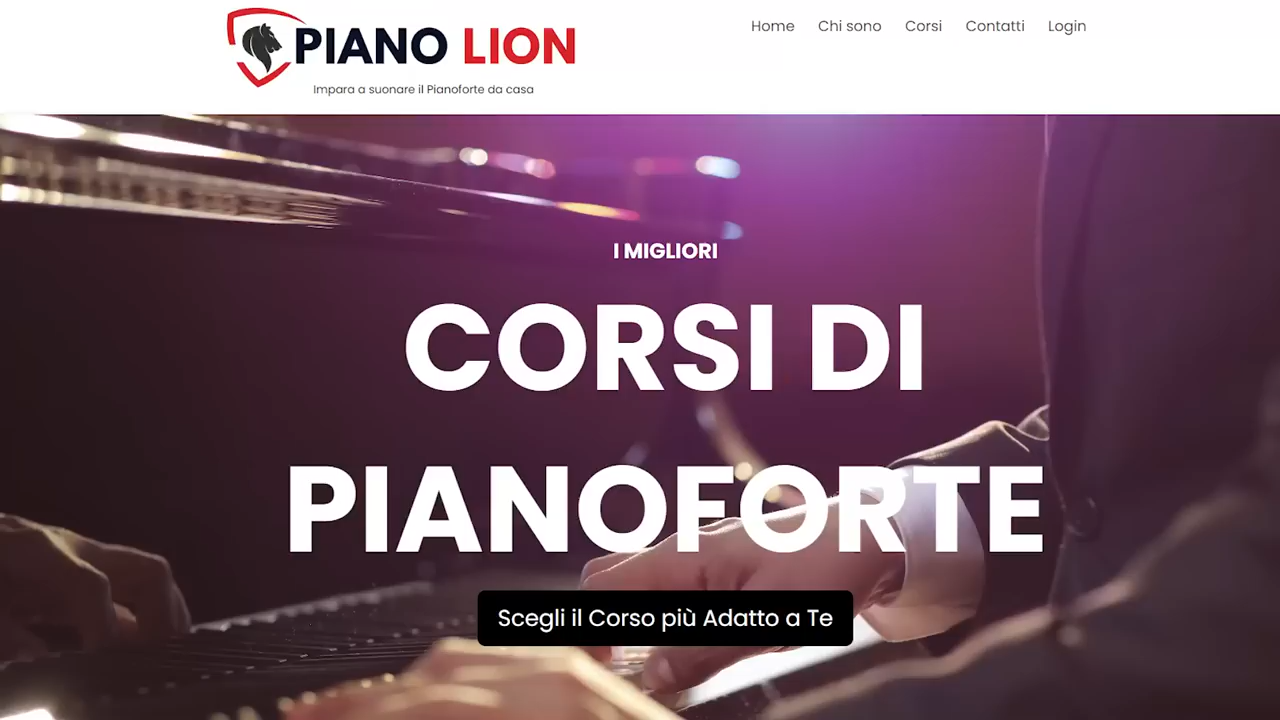 PIANO LION
Impara a suonare il Pianoforte da casa
Home Chi sono Corsi Contatti Login
I MIGLIORI
CORSI DI
PIANOFORTE
Scegli il Corso più Adatto a Te